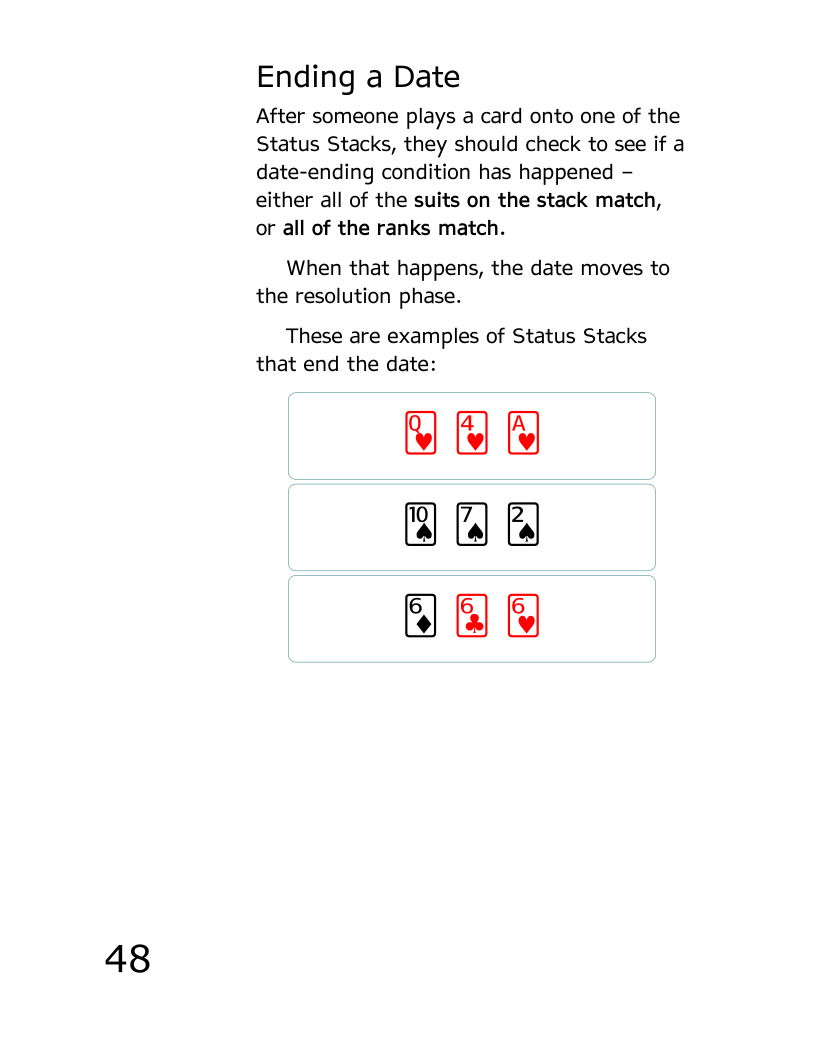 Ending a Date
After someone plays a card onto one of the
Status Stacks, they should check to see if a
date-ending condition has happened –
either all of the suits on the stack match,
or all of the ranks match.
When that happens, the date moves to
the resolution phase.
These are examples of Status Stacks
that end the date:
Q♥ 4♥ A♥
10♠ 7♠ 2♠
6♦ 6♣ 6♥
48